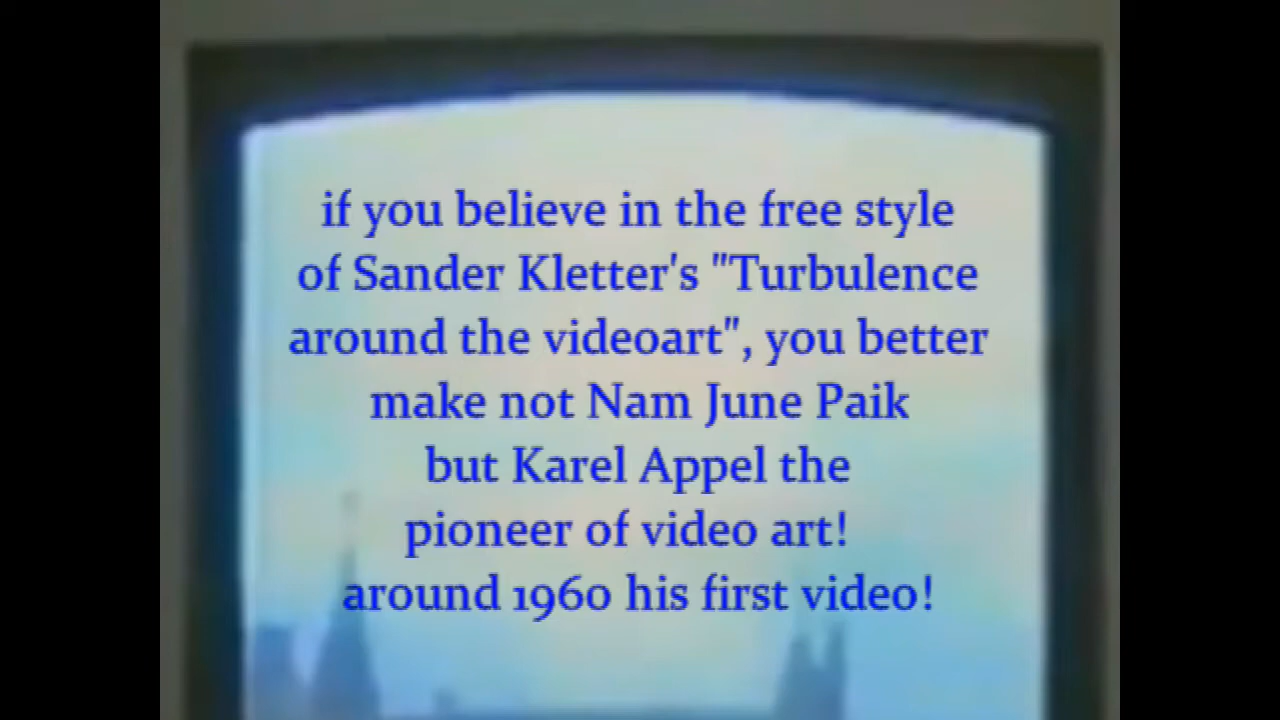 if you believe in the free style
of Sander Kletter's "Turbulence
around the videoart", you better
make not Nam June Paik
but Karel Appel the
pioneer of video art!
around 1960 his first video!